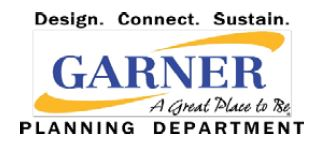 Design. Connect. Sustain.
GARNER
A Great Place to Be
PLANNING DEPARTMENT